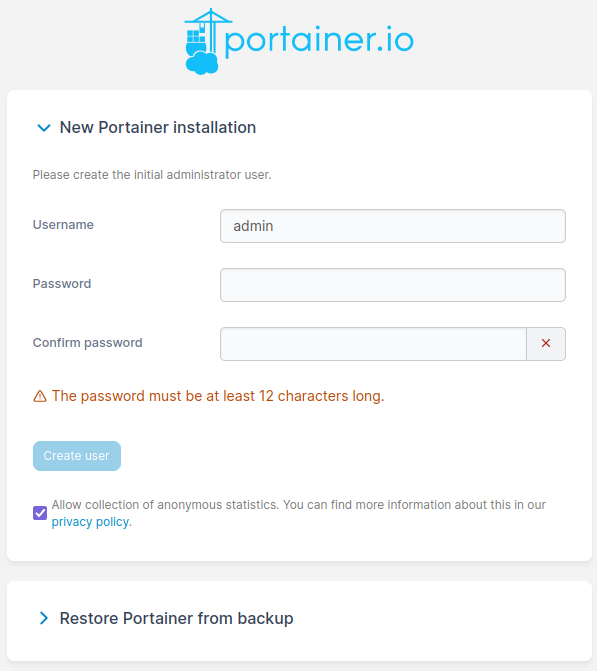 portainer.io
New Portainer installation
Please create the initial administrator user.
Username
admin
Password
Confirm password
The password must be at least 12 characters long.
Create user
Allow collection of anonymous statistics. You can find more information about this in our
privacy policy.
Restore Portainer from backup